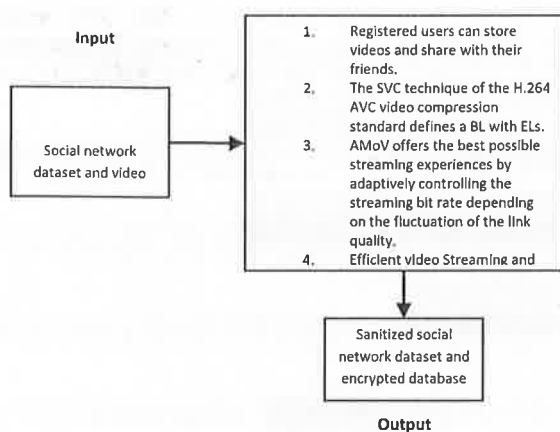 Input
Social network
dataset and video
1. Registered users can store
videos and share with their
friends.
2. The SVC technique of the H.264
AVC video compression
standard defines a BL with ELs.
3. AMoV offers the best possible
streaming experiences by
adaptively controlling the
streaming bit rate depending
on the fluctuation of the link
quality.
4. Efficient video Streaming and
Sanitized social
network dataset and
encrypted database
Output